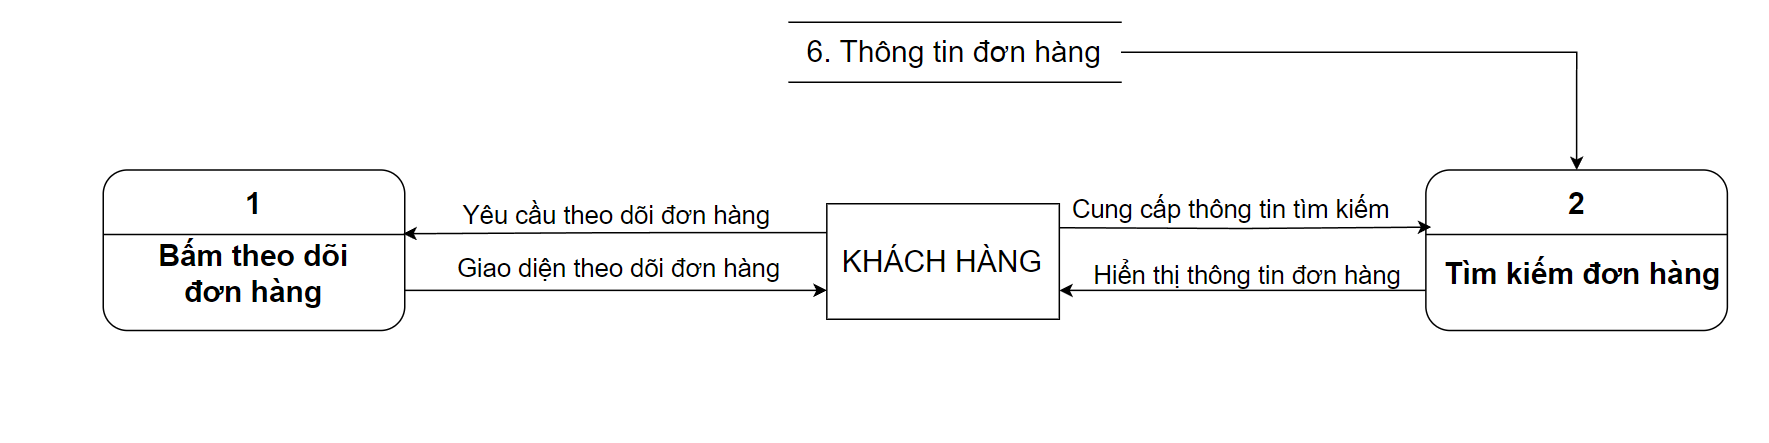 6. Thông tin đơn hàng
1
Bấm theo dõi
đơn hàng
Yêu cầu theo dõi đơn hàng
Giao diện theo dõi đơn hàng
KHÁCH HÀNG
Cung cấp thông tin tìm kiếm
Hiển thị thông tin đơn hàng
2
Tìm kiếm đơn hàng